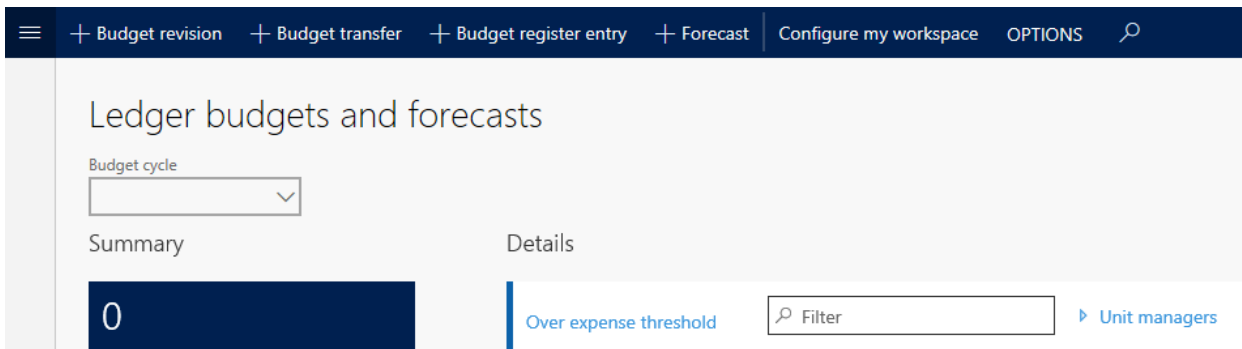 + Budget revision + Budget transfer + Budget register entry + Forecast Configure my workspace OPTIONS
Ledger budgets and forecasts
Budget cycle
Summary Details
0
Over expense threshold Filter Unit managers